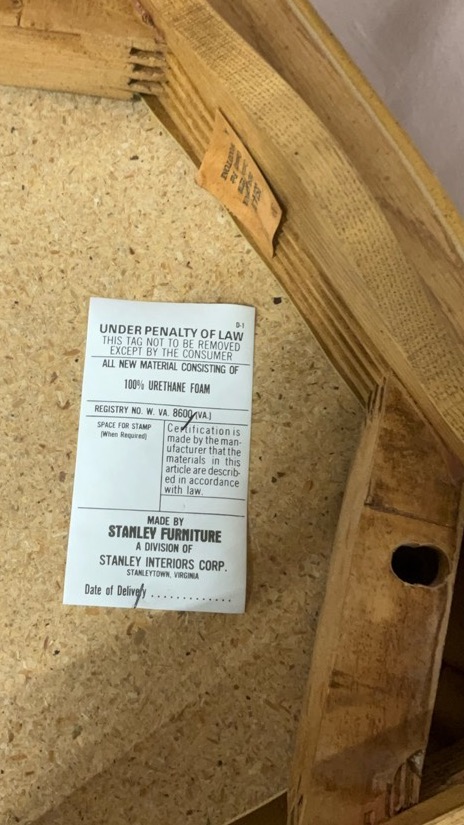 D-1
UNDER PENALTY OF LAW
THIS TAG NOT TO BE REMOVED
EXCEPT BY THE CONSUMER
ALL NEW MATERIAL CONSISTING OF
100% URETHANE FOAM
REGISTRY NO. W. VA. 8600 (VA.)
SPACE FOR STAMP
(When Required)
Certification is
made by the man-
ufacturer that the
materials in this
article are describ-
ed in accordance
with law.
MADE BY
STANLEY FURNITURE
A DIVISION OF
STANLEY INTERIORS CORP.
STANLEYTOWN, VIRGINIA
Date of Delivery .............